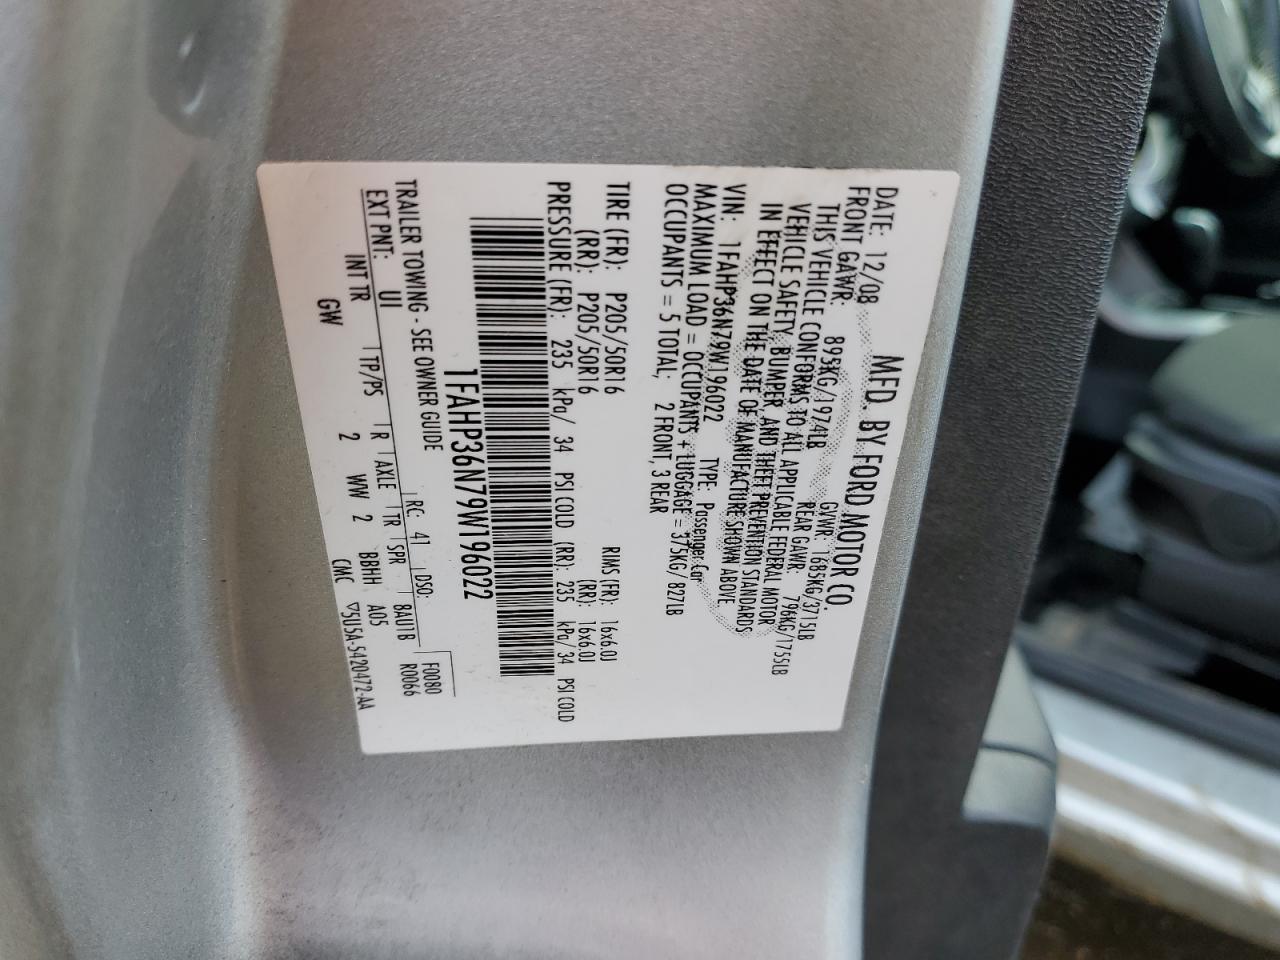 MFD. BY FORD MOTOR CO.
DATE: 12/08 GVWR: 1685KG/3715LB
FRONT GAWR: 895KG/1974LB REAR GAWR: 796KG/1755LB
THIS VEHICLE CONFORMS TO ALL APPLICABLE FEDERAL MOTOR
VEHICLE SAFETY, BUMPER, AND THEFT PREVENTION STANDARDS
IN EFFECT ON THE DATE OF MANUFACTURE SHOWN ABOVE
VIN: 1FAHP36N79W196022 TYPE: Passenger Car
MAXIMUM LOAD = OCCUPANTS + LUGGAGE = 375KG/ 827LB
OCCUPANTS = 5 TOTAL; 2 FRONT, 3 REAR
TIRE (FR): P205/50R16 RIMS (FR): 16x6.0J
(RR): P205/50R16 (RR): 16x6.0J
PRESSURE (FR): 235 kPa/ 34 PSI COLD (RR): 235 kPa/ 34 PSI COLD
1FAHP36N79W196022
F0080
TRAILER TOWING - SEE OWNER GUIDE RC: 41 DSO: R0066
EXT PNT: UI
INT TR TP/PS R AXLE TR SPR 8AU1B
GW 2 WW 2 BBHH A05
CMC ▽5U5A-5420472-AA